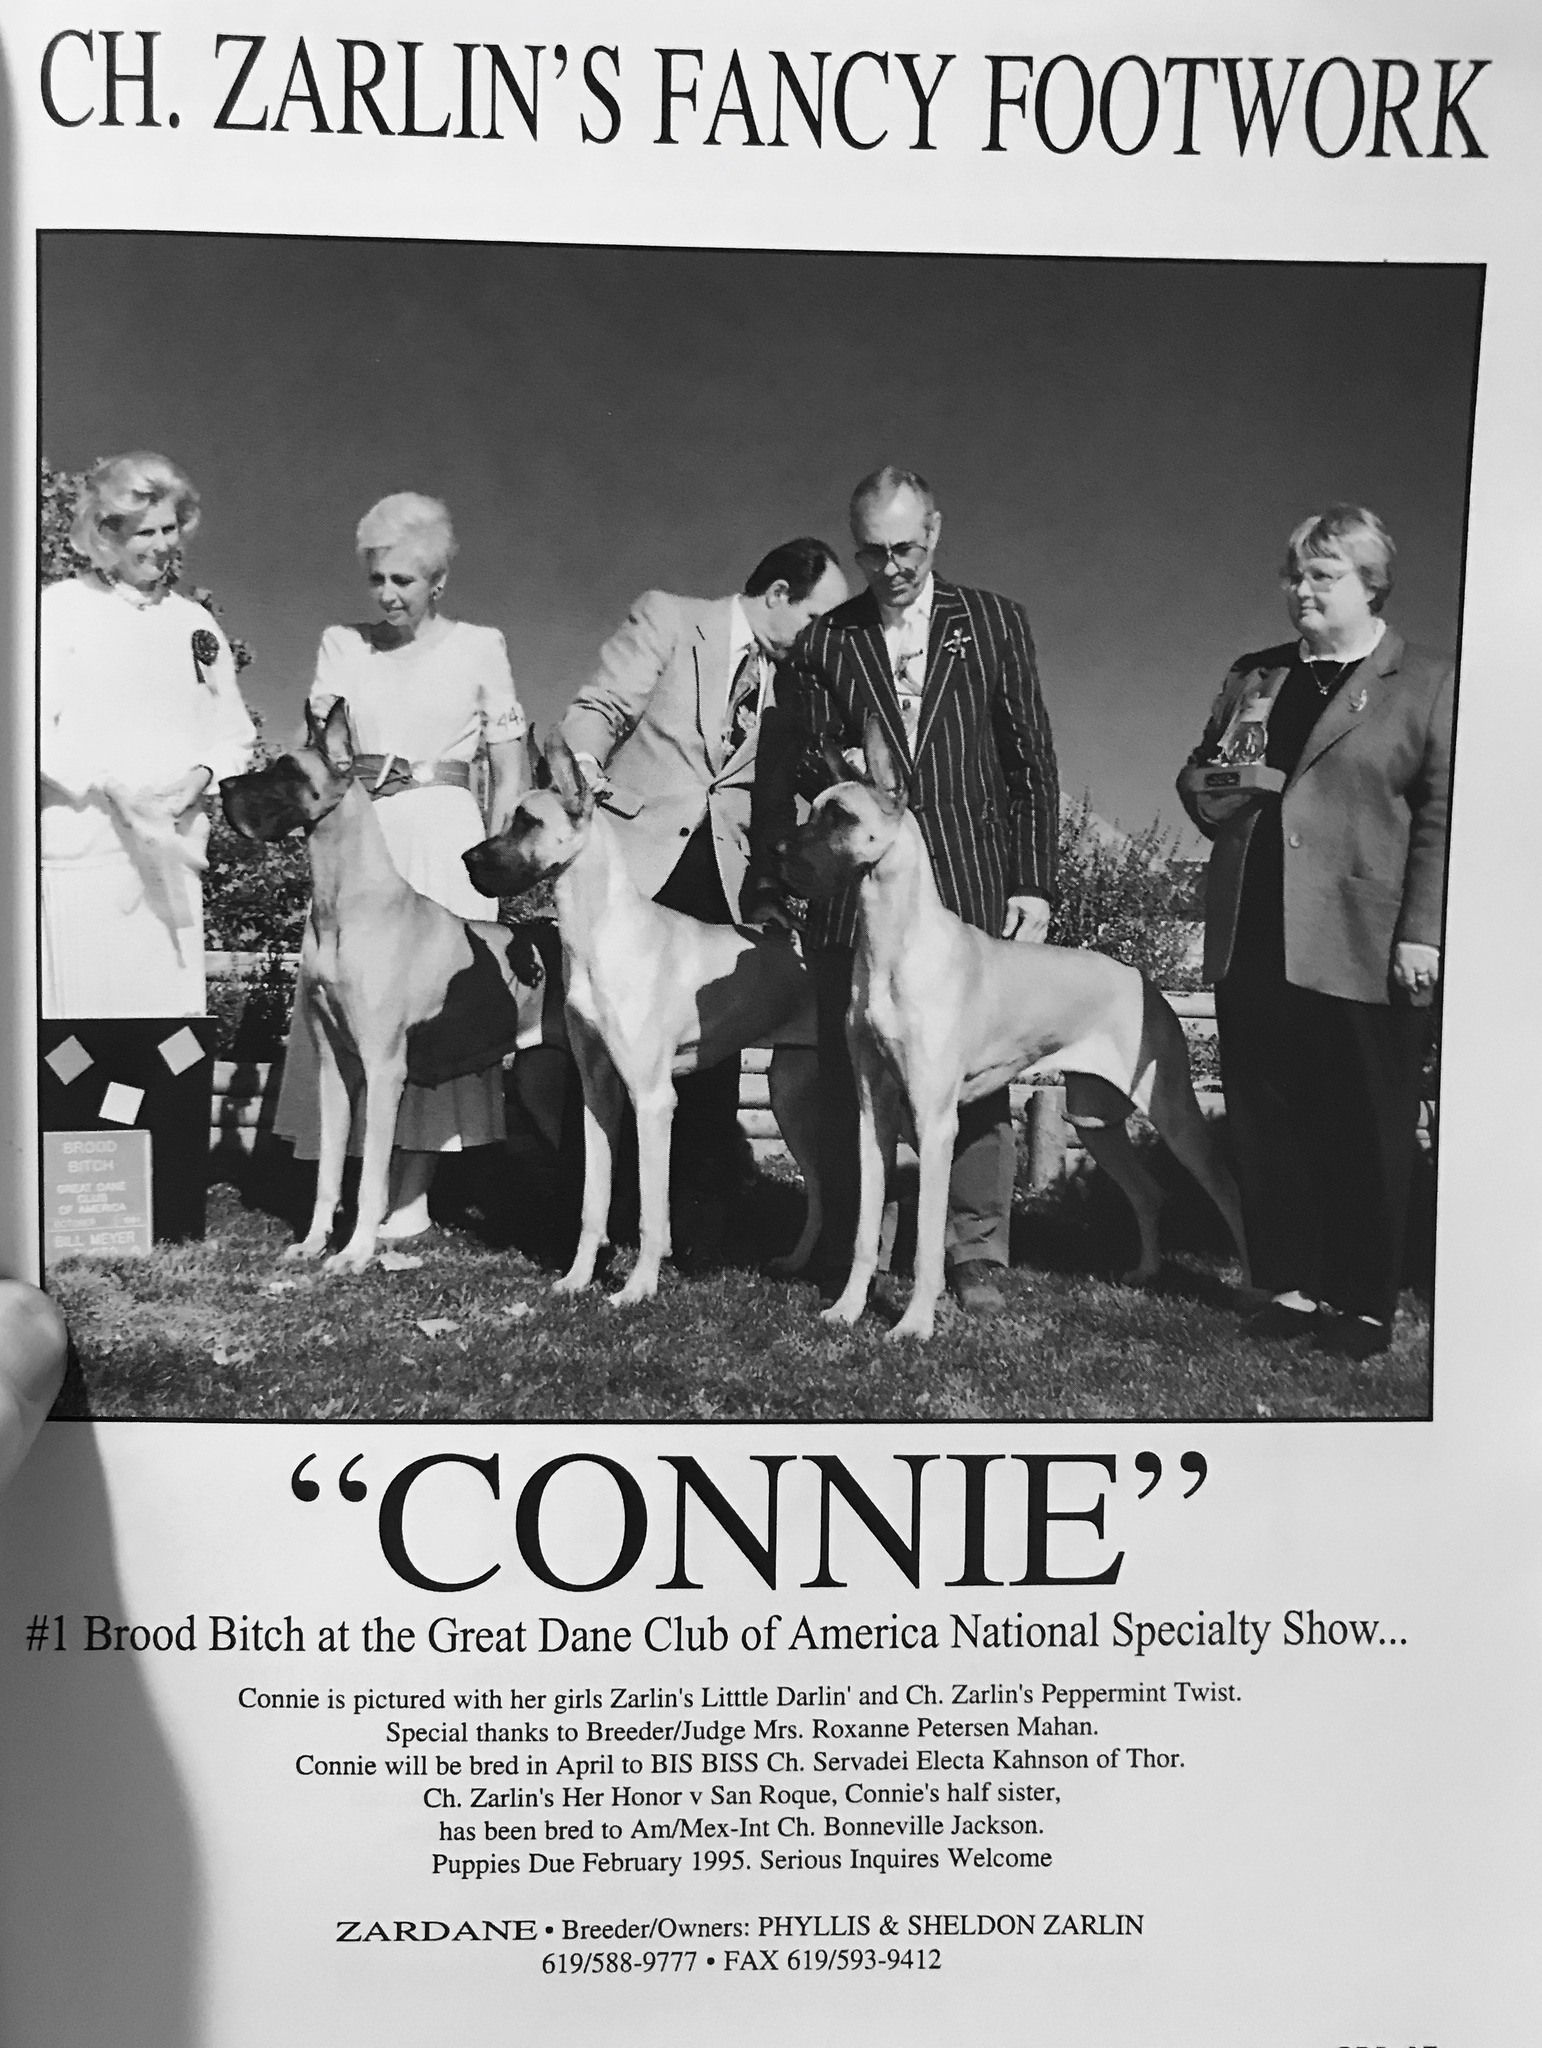 CH. ZARLIN'S FANCY FOOTWORK
44
BROOD
BITCH
GREAT DANE
CLUB
OF AMERICA
OCTOBER
BILL MEYER
"CONNIE"
#1 Brood Bitch at the Great Dane Club of America National Specialty Show...
Connie is pictured with her girls Zarlin's Litttle Darlin' and Ch. Zarlin's Peppermint Twist.
Special thanks to Breeder/Judge Mrs. Roxanne Petersen Mahan.
Connie will be bred in April to BIS BISS Ch. Servadei Electa Kahnson of Thor.
Ch. Zarlin's Her Honor v San Roque, Connie's half sister,
has been bred to Am/Mex-Int Ch. Bonneville Jackson.
Puppies Due February 1995. Serious Inquires Welcome
ZARDANE • Breeder/Owners: PHYLLIS & SHELDON ZARLIN
619/588-9777 • FAX 619/593-9412